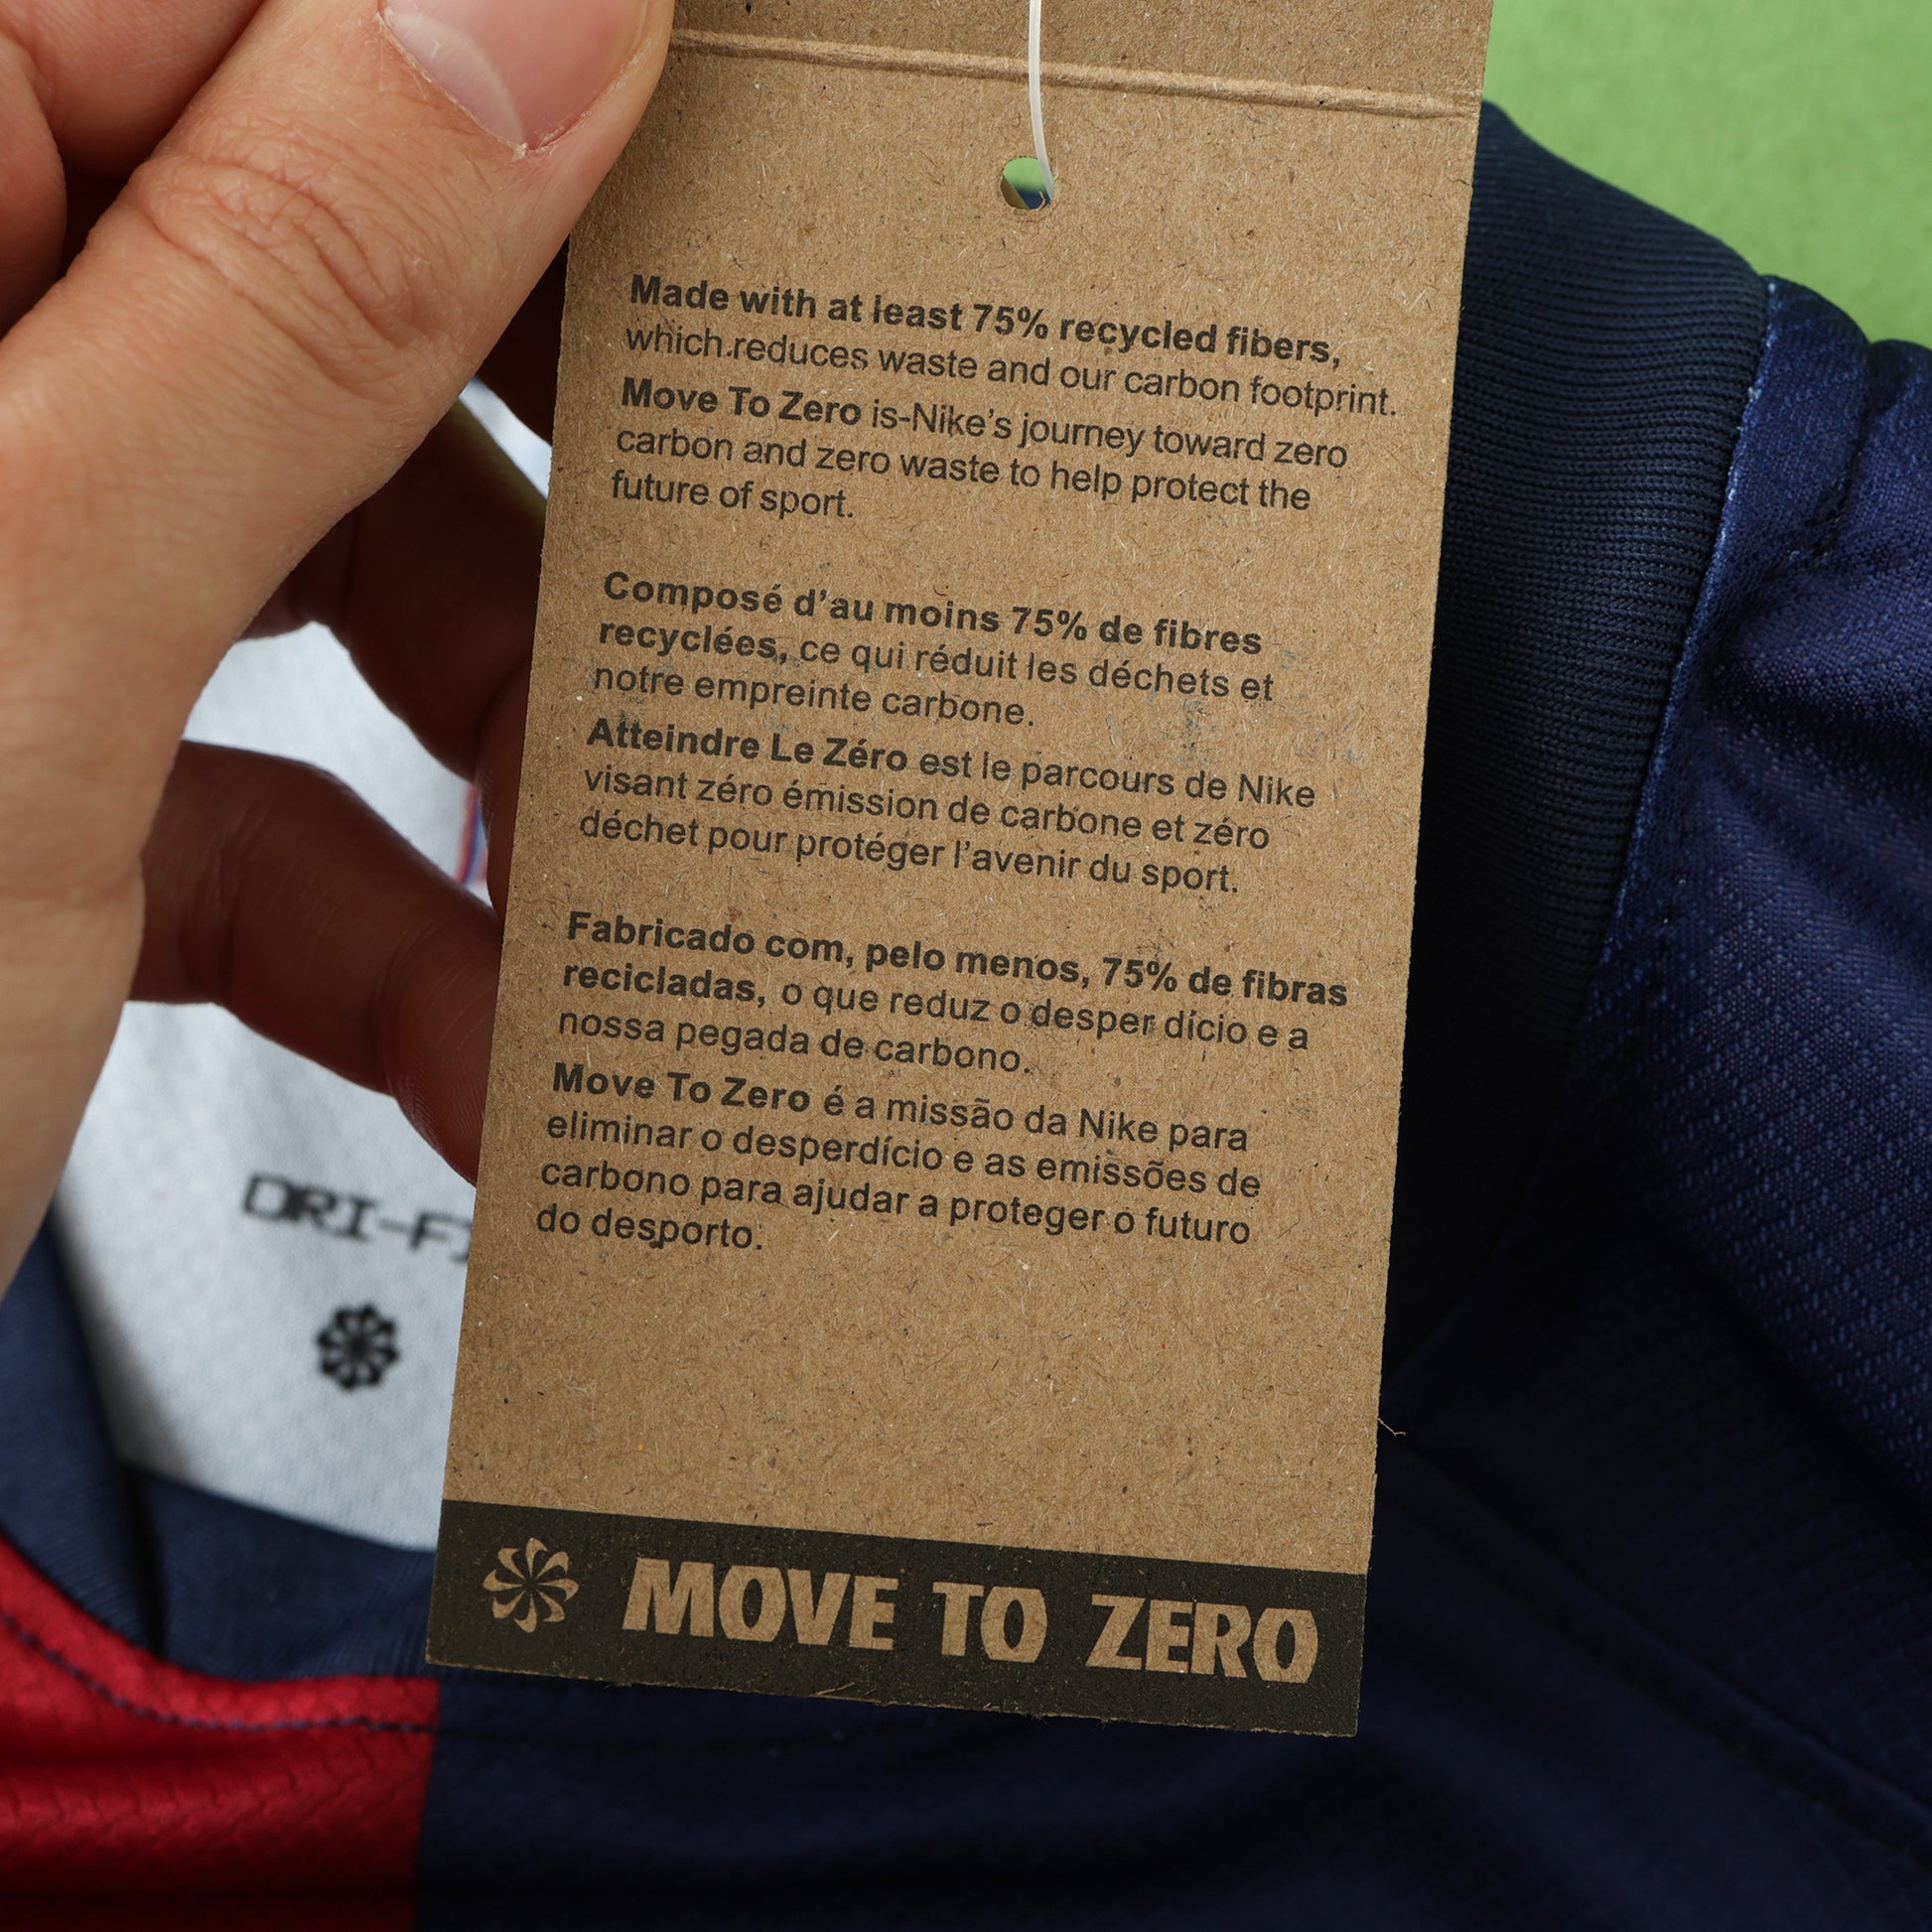 Made with at least 75% recycled fibers,
which.reduces waste and our carbon footprint.
Move To Zero is-Nike's journey toward zero
carbon and zero waste to help protect the
future of sport.
Composé d'au moins 75% de fibres
recyclées, ce qui réduit les déchets et
notre empreinte carbone.
Atteindre Le Zéro est le parcours de Nike
visant zéro émission de carbone et zéro
déchet pour protéger l'avenir du sport.
Fabricado com, pelo menos, 75% de fibras
recicladas, o que reduz o desper dício e a
nossa pegada de carbono.
Move To Zero é a missão da Nike para
eliminar o desperdício e as emissões de
carbono para ajudar a proteger o futuro
do desporto.
DRI-F
MOVE TO ZERO